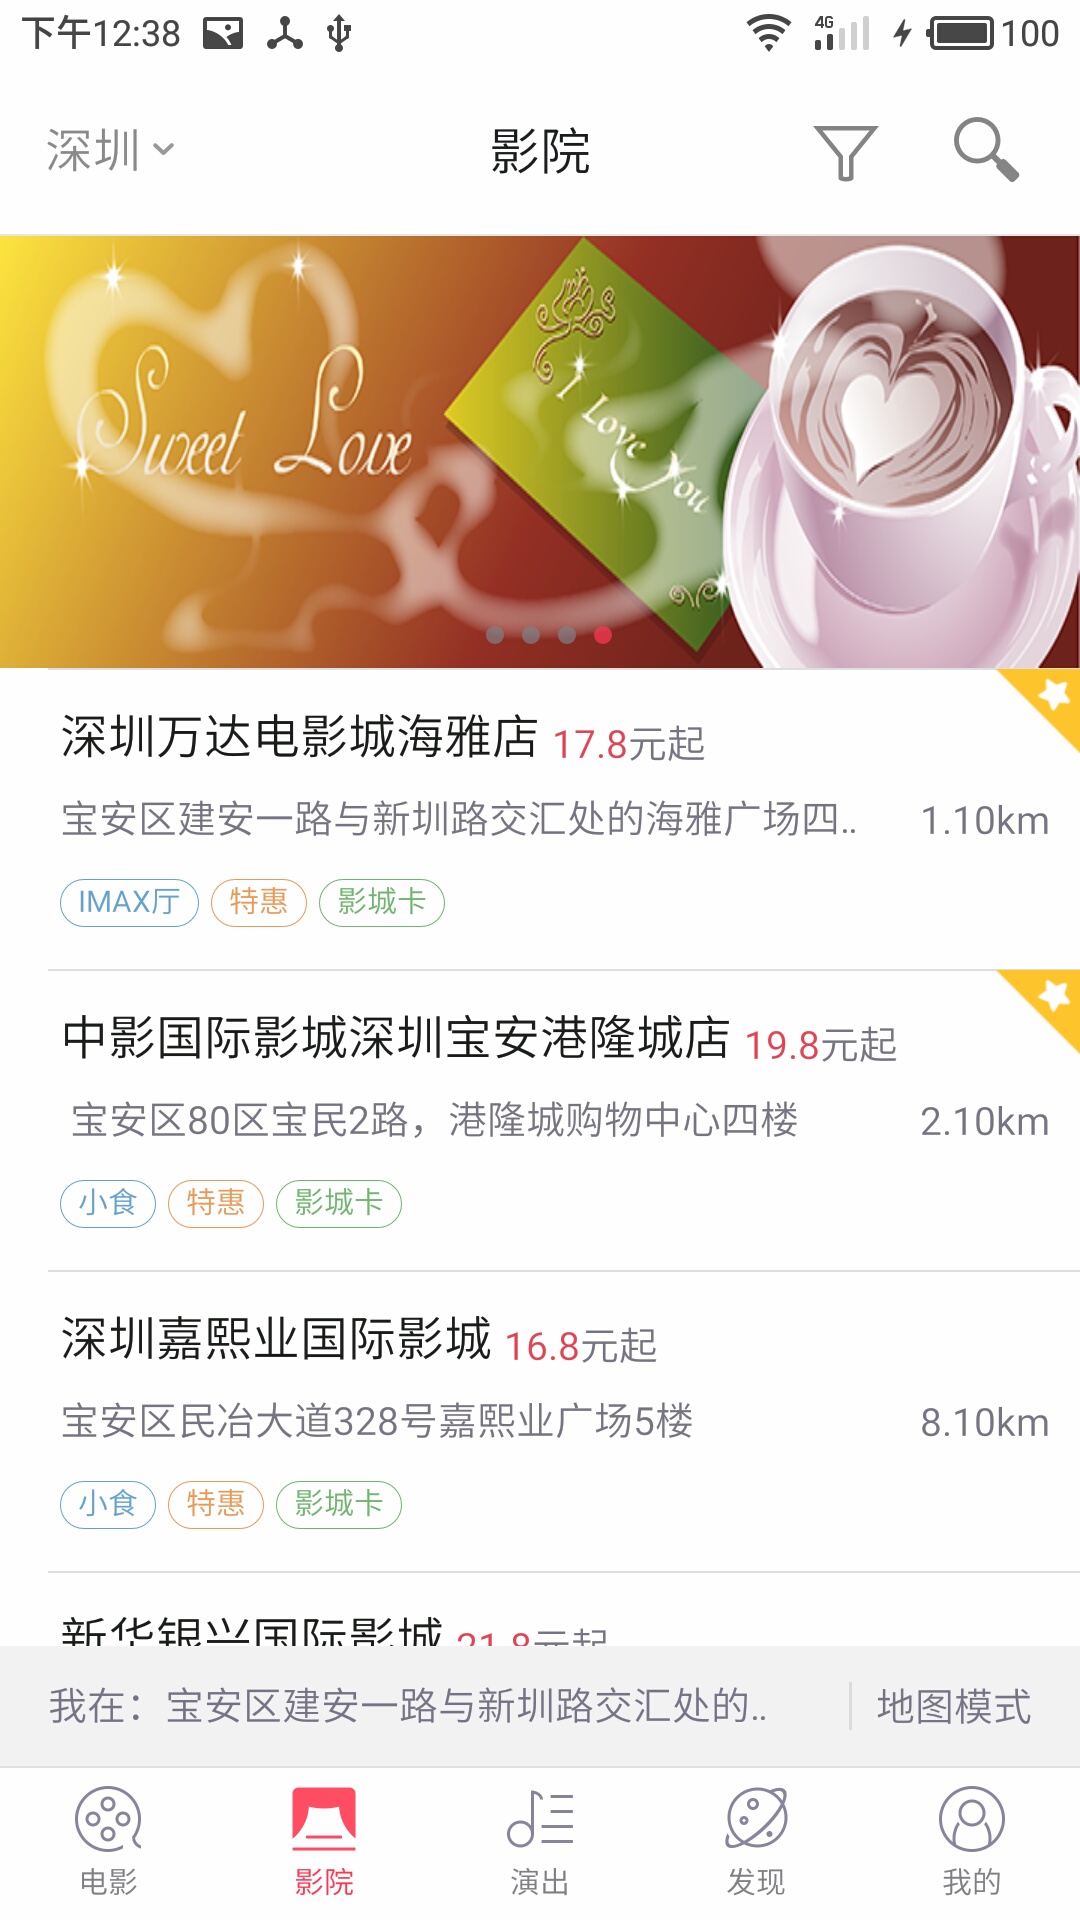 下午12:38
4G
100
深圳
影院
Sweet Love
I Love You
深圳万达电影城海雅店 17.8元起
宝安区建安一路与新圳路交汇处的海雅广场四.. 1.10km
IMAX厅 特惠 影城卡
中影国际影城深圳宝安港隆城店 19.8元起
宝安区80区宝民2路，港隆城购物中心四楼 2.10km
小食 特惠 影城卡
深圳嘉熙业国际影城 16.8元起
宝安区民冶大道328号嘉熙业广场5楼 8.10km
小食 特惠 影城卡
新华银兴国际影城 21.8元起
我在：宝安区建安一路与新圳路交汇处的.. 地图模式
电影 影院 演出 发现 我的